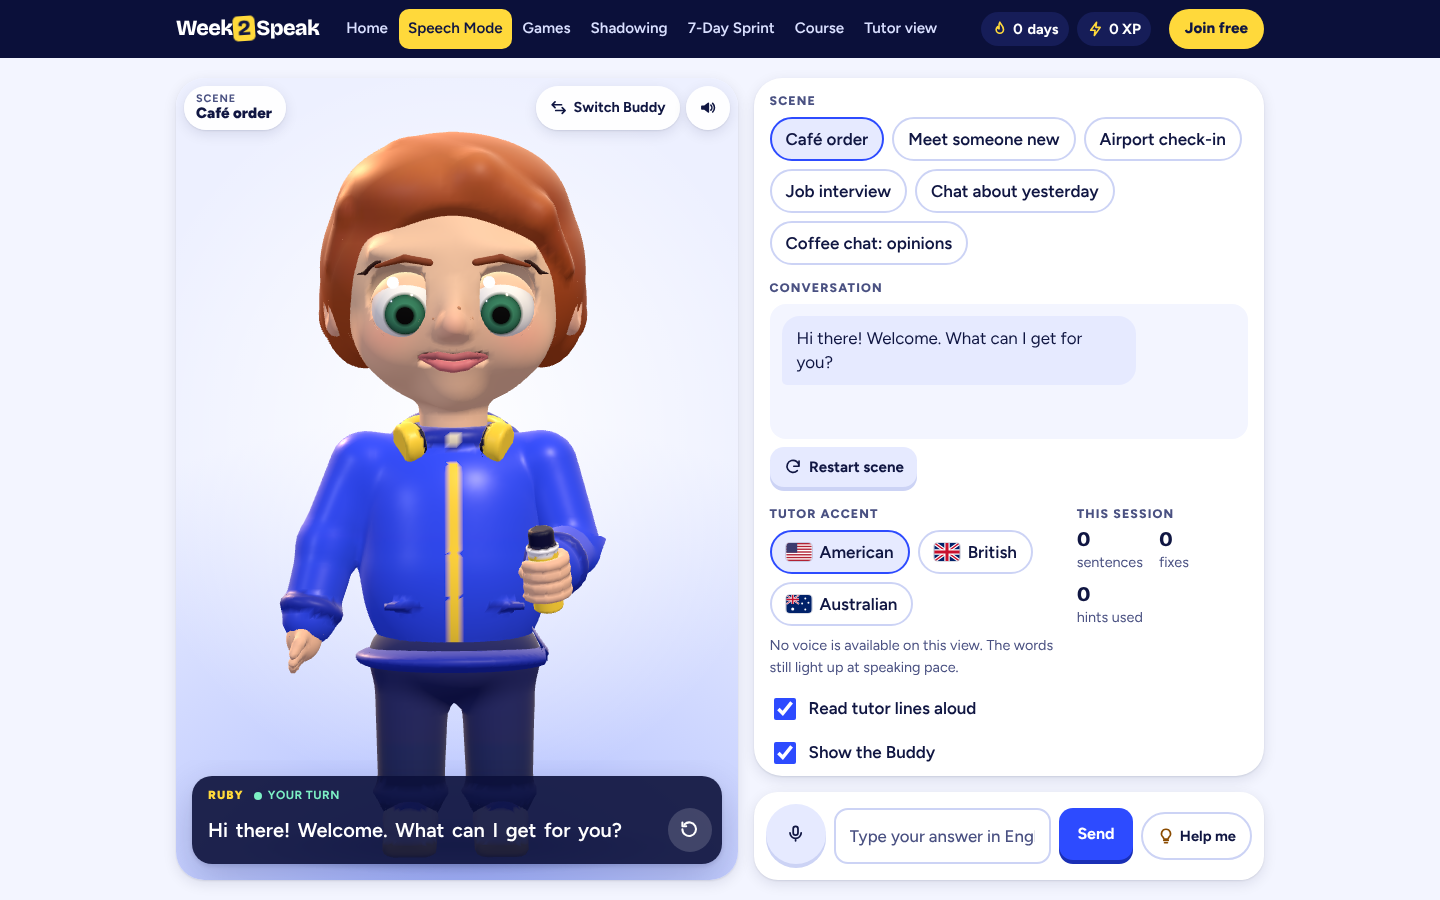 Week2Speak
Home
Speech Mode
Games
Shadowing
7-Day Sprint
Course
Tutor view
0 days
0 XP
Join free
SCENE
Café order
Switch Buddy
RUBY
YOUR TURN
Hi there! Welcome. What can I get for you?
SCENE
Café order
Meet someone new
Airport check-in
Job interview
Chat about yesterday
Coffee chat: opinions
CONVERSATION
Hi there! Welcome. What can I get for
you?
Restart scene
TUTOR ACCENT
American
British
Australian
No voice is available on this view. The words
still light up at speaking pace.
THIS SESSION
0
sentences
0
fixes
0
hints used
Read tutor lines aloud
Show the Buddy
Type your answer in Eng
Send
Help me